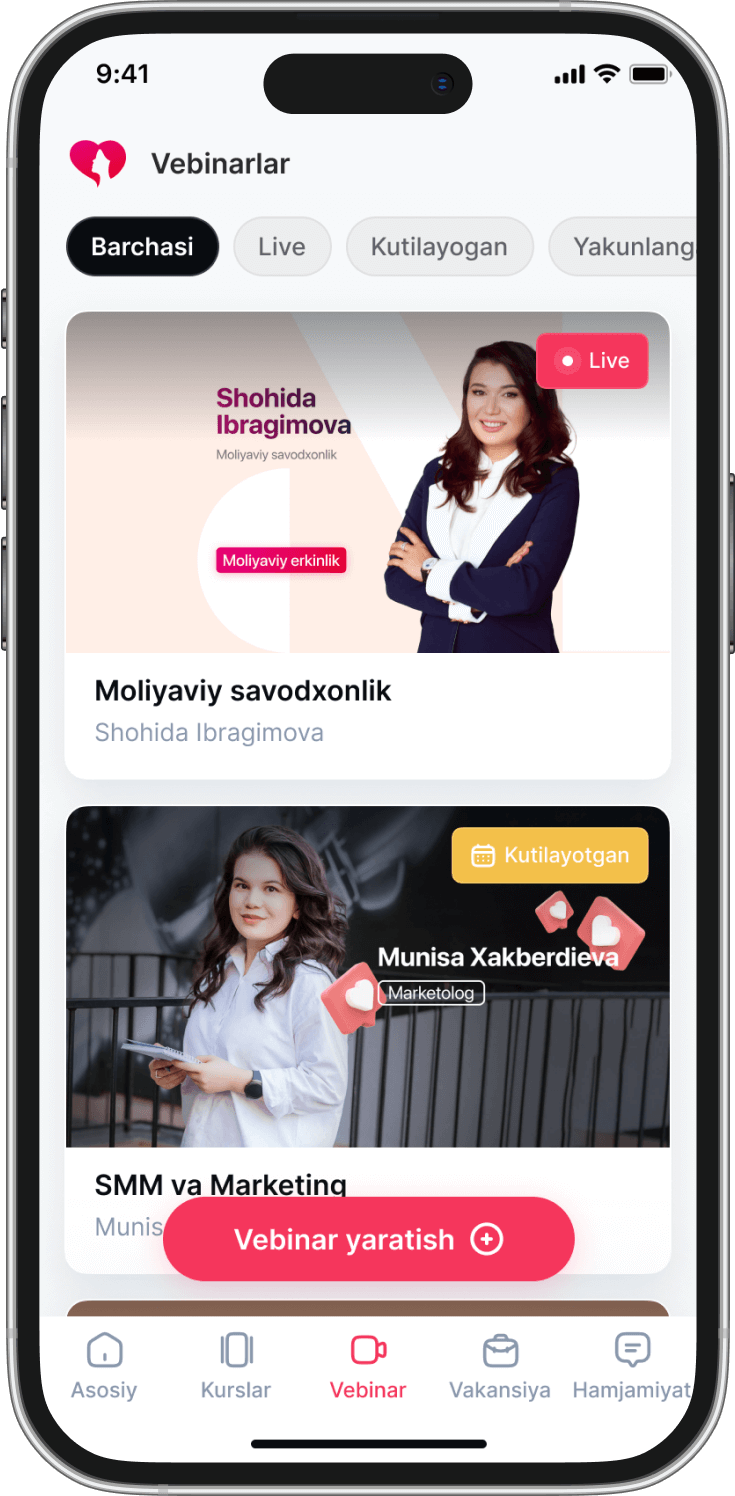 9:41
Vebinarlar
Barchasi
Live
Kutilayogan
Yakunlang
Live
Shohida
Ibragimova
Moliyaviy savodxonlik
Moliyaviy erkinlik
Moliyaviy savodxonlik
Shohida Ibragimova
Kutilayotgan
Munisa Xakberdieva
Marketolog
SMM va Marketing
Munis
Vebinar yaratish
Asosiy
Kurslar
Vebinar
Vakansiya
Hamjamiyat